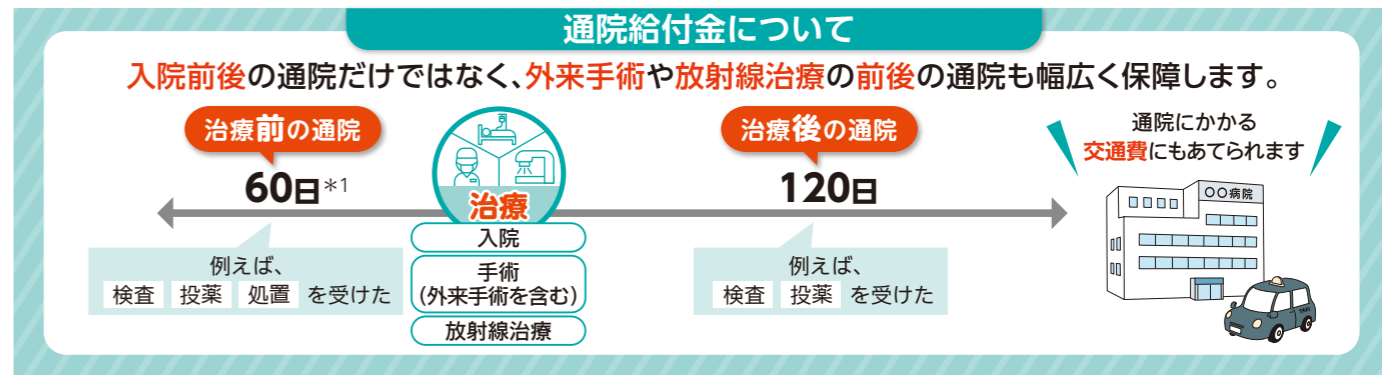 通院給付金について
入院前後の通院だけではなく、外来手術や放射線治療の前後の通院も幅広く保障します。
治療前の通院
60日*1
例えば、
検査 投薬 処置 を受けた
治療
入院
手術
(外来手術を含む)
放射線治療
治療後の通院
120日
例えば、
検査 投薬 を受けた
通院にかかる
交通費にもあてられます
〇〇病院
TAXI